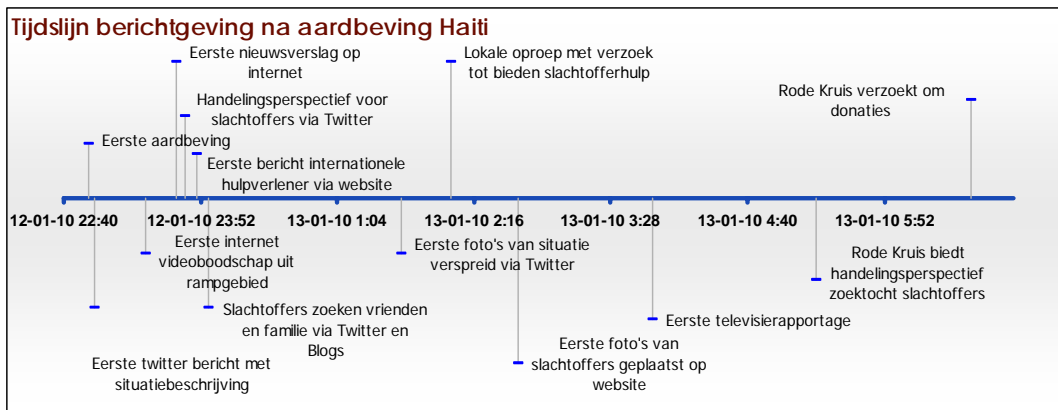 Tijdslijn berichtgeving na aardbeving Haiti
Eerste nieuwsverslag op
internet
Lokale oproep met verzoek
tot bieden slachtofferhulp
Rode Kruis verzoekt om
donaties
Handelingsperspectief voor
slachtoffers via Twitter
Eerste aardbeving
Eerste bericht internationele
hulpverlener via website
12-01-10 22:40
12-01-10 23:52
13-01-10 1:04
13-01-10 2:16
13-01-10 3:28
13-01-10 4:40
13-01-10 5:52
Eerste internet
videoboodschap uit
rampgebied
Eerste foto's van situatie
verspreid via Twitter
Rode Kruis biedt
handelingsperspectief
zoektocht slachtoffers
Slachtoffers zoeken vrienden
en familie via Twitter en
Blogs
Eerste televisierapportage
Eerste foto's van
slachtoffers geplaatst op
website
Eerste twitter bericht met
situatiebeschrijving